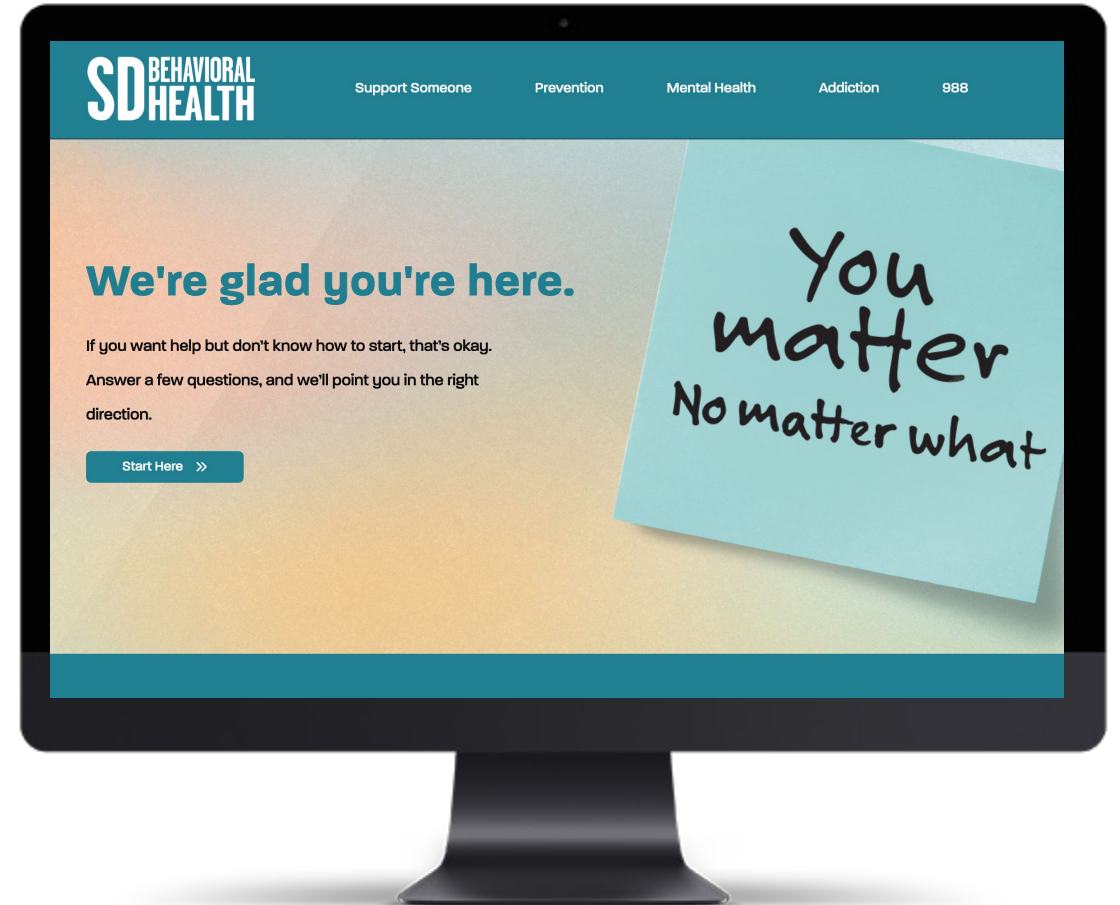 SD BEHAVIORAL HEALTH
Support Someone
Prevention
Mental Health
Addiction
988
We're glad you're here.
If you want help but don't know how to start, that's okay.
Answer a few questions, and we'll point you in the right
direction.
Start Here »
You
matter
No matter what